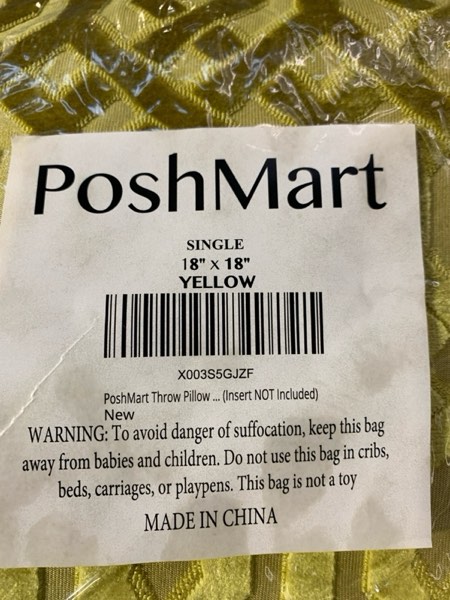 PoshMart
SINGLE
18" x 18"
YELLOW
X003S5GJZF
PoshMart Throw Pillow ... (Insert NOT Included)
New
WARNING: To avoid danger of suffocation, keep this bag
away from babies and children. Do not use this bag in cribs,
beds, carriages, or playpens. This bag is not a toy
MADE IN CHINA